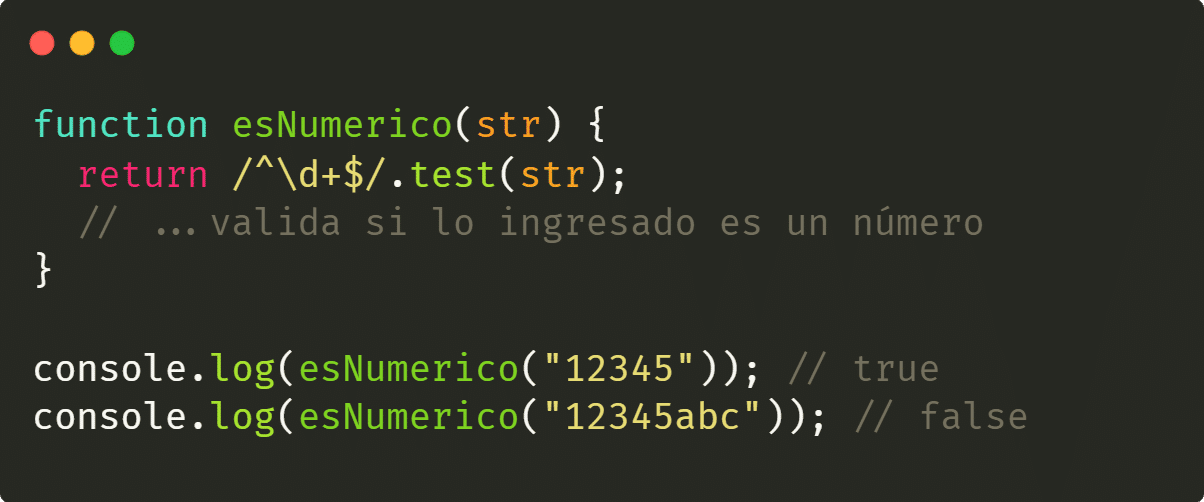 function esNumerico(str) {
  return /^\d+$/.test(str);
  // ...valida si lo ingresado es un número
}
console.log(esNumerico("12345")); // true
console.log(esNumerico("12345abc")); // false